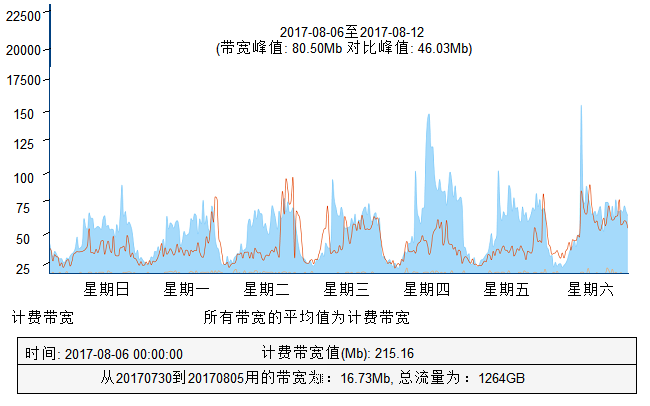 2017-08-06至2017-08-12
(带宽峰值: 80.50Mb 对比峰值: 46.03Mb)
22500
20000
17500
150
125
100
75
50
25
星期日 星期一 星期二 星期三 星期四 星期五 星期六
计费带宽 所有带宽的平均值为计费带宽
时间: 2017-08-06 00:00:00 计费带宽值(Mb): 215.16
从20170730到20170805用的带宽为: 16.73Mb, 总流量为: 1264GB